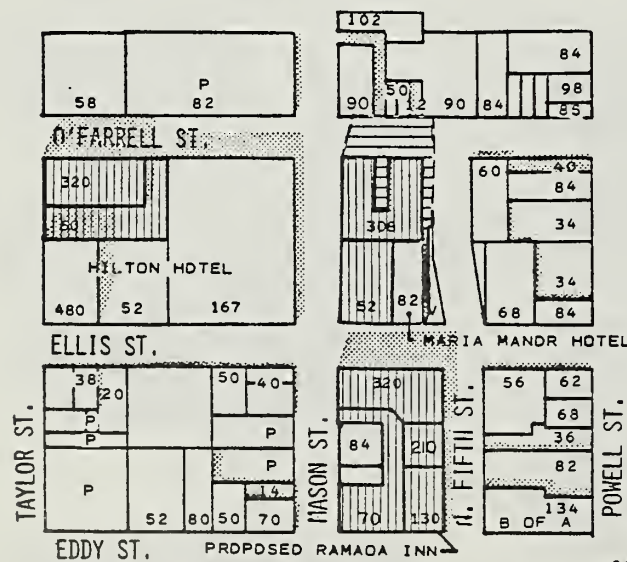 102
P
84
58 82
50
98
90 12 90 84 85
O'FARRELL ST.
320
60
40
84
60
308
34
HILTON HOTEL
34
480 52 167
52 82
68 84
MARIA MANOR HOTEL
ELLIS ST.
38
20
50
40
320
56
62
P
P
P
68
84
210
36
P
P
82
14
134
52 80 50 70
70 130
B OF A
TAYLOR ST.
MASON ST.
N. FIFTH ST.
POWELL ST.
EDDY ST.
PROPOSED RAMADA INN